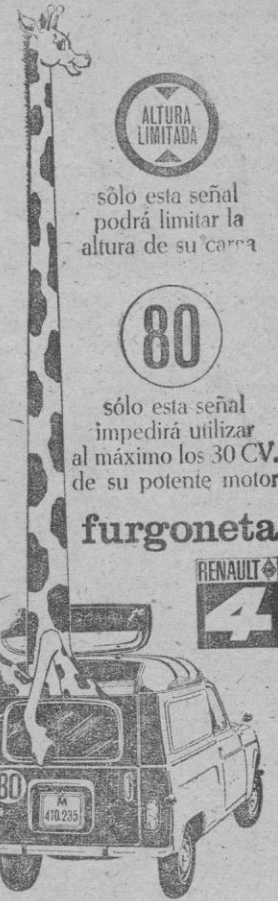 ALTURA
LIMITADA
sólo esta señal
podrá limitar la
altura de su carga
80
sólo esta señal
impedirá utilizar
al máximo los 30 CV.
de su potente motor
furgoneta
RENAULT
4
80
M
410.235